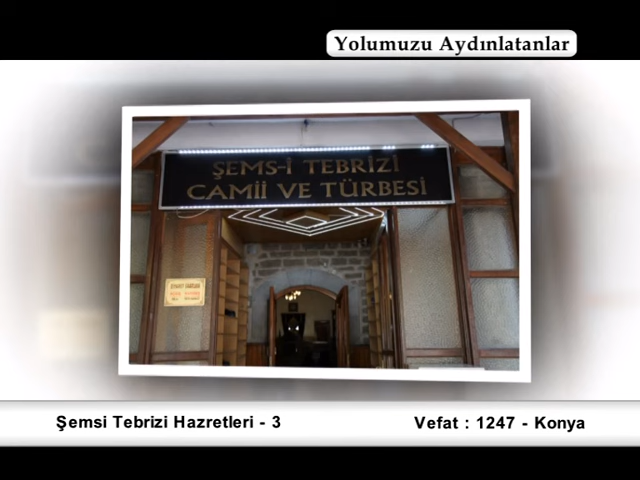 Yolumuzu Aydınlatanlar
ŞEMS-İ TEBRİZİ
CAMİİ VE TÜRBESİ
Şemsi Tebrizi Hazretleri - 3
Vefat : 1247 - Konya